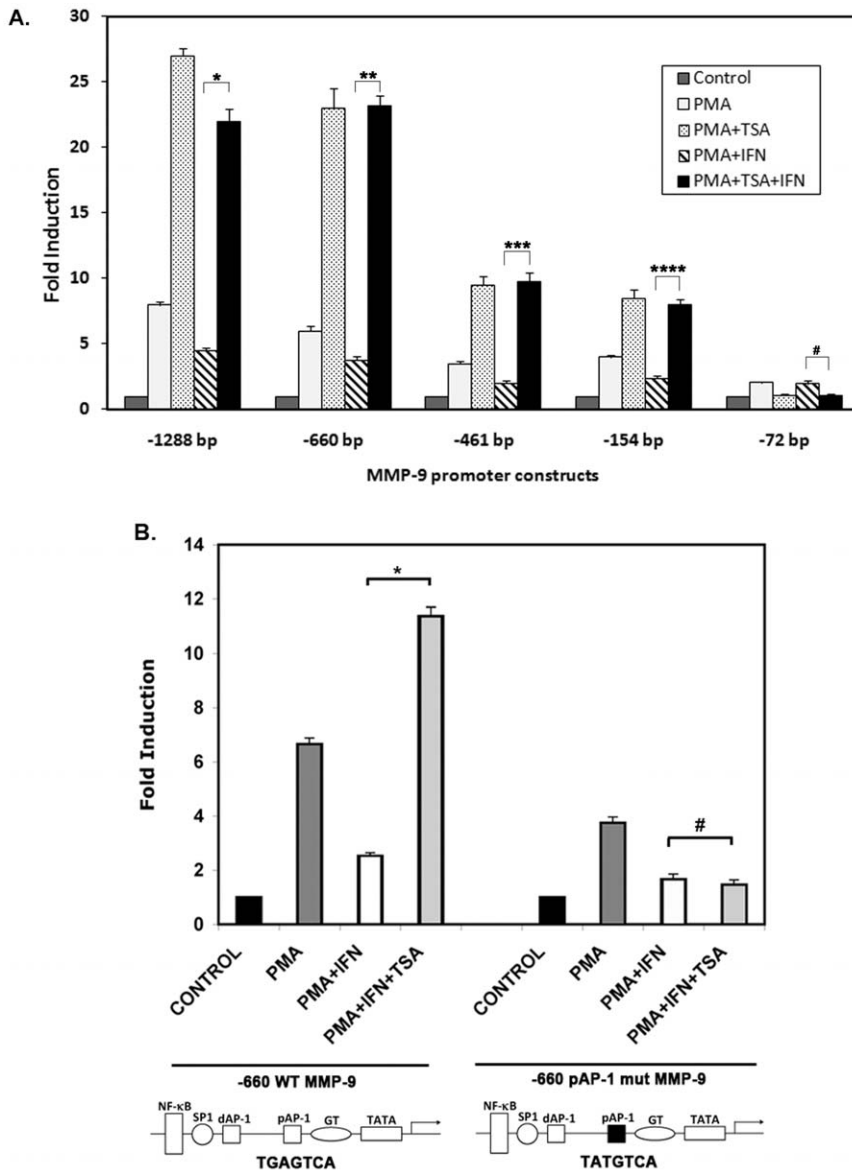 A.
30
25
20
15
10
5
0
Fold Induction
*
**
***
****
#
Control
PMA
PMA+TSA
PMA+IFN
PMA+TSA+IFN
-1288 bp
-660 bp
-461 bp
-154 bp
-72 bp
MMP-9 promoter constructs
B.
14
12
10
8
6
4
2
0
Fold Induction
*
#
CONTROL
PMA
PMA+IFN
PMA+IFN+TSA
CONTROL
PMA
PMA+IFN
PMA+IFN+TSA
-660 WT MMP-9
-660 pAP-1 mut MMP-9
NF-κB SP1 dAP-1 pAP-1 GT TATA
NF-κB SP1 dAP-1 pAP-1 GT TATA
TGAGTCA
TATGTCA